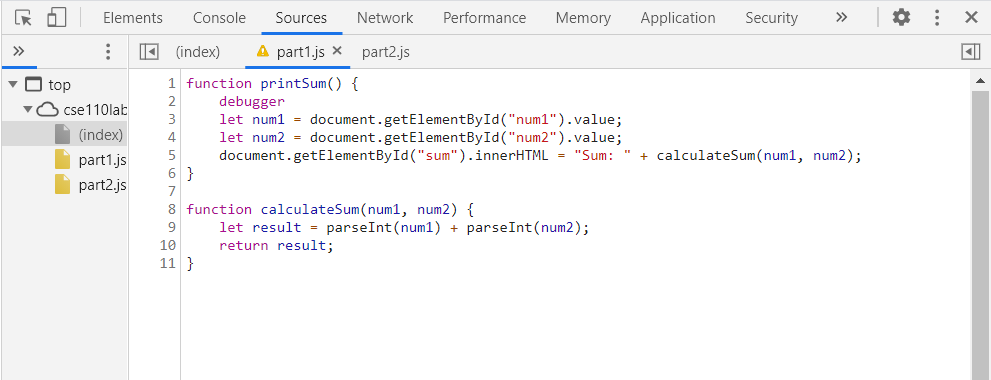 Elements Console Sources Network Performance Memory Application Security »
» (index) part1.js × part2.js
top
cse110lab
(index)
part1.js
part2.js
1 function printSum() {
2     debugger
3     let num1 = document.getElementById("num1").value;
4     let num2 = document.getElementById("num2").value;
5     document.getElementById("sum").innerHTML = "Sum: " + calculateSum(num1, num2);
6 }
7
8 function calculateSum(num1, num2) {
9     let result = parseInt(num1) + parseInt(num2);
10     return result;
11 }